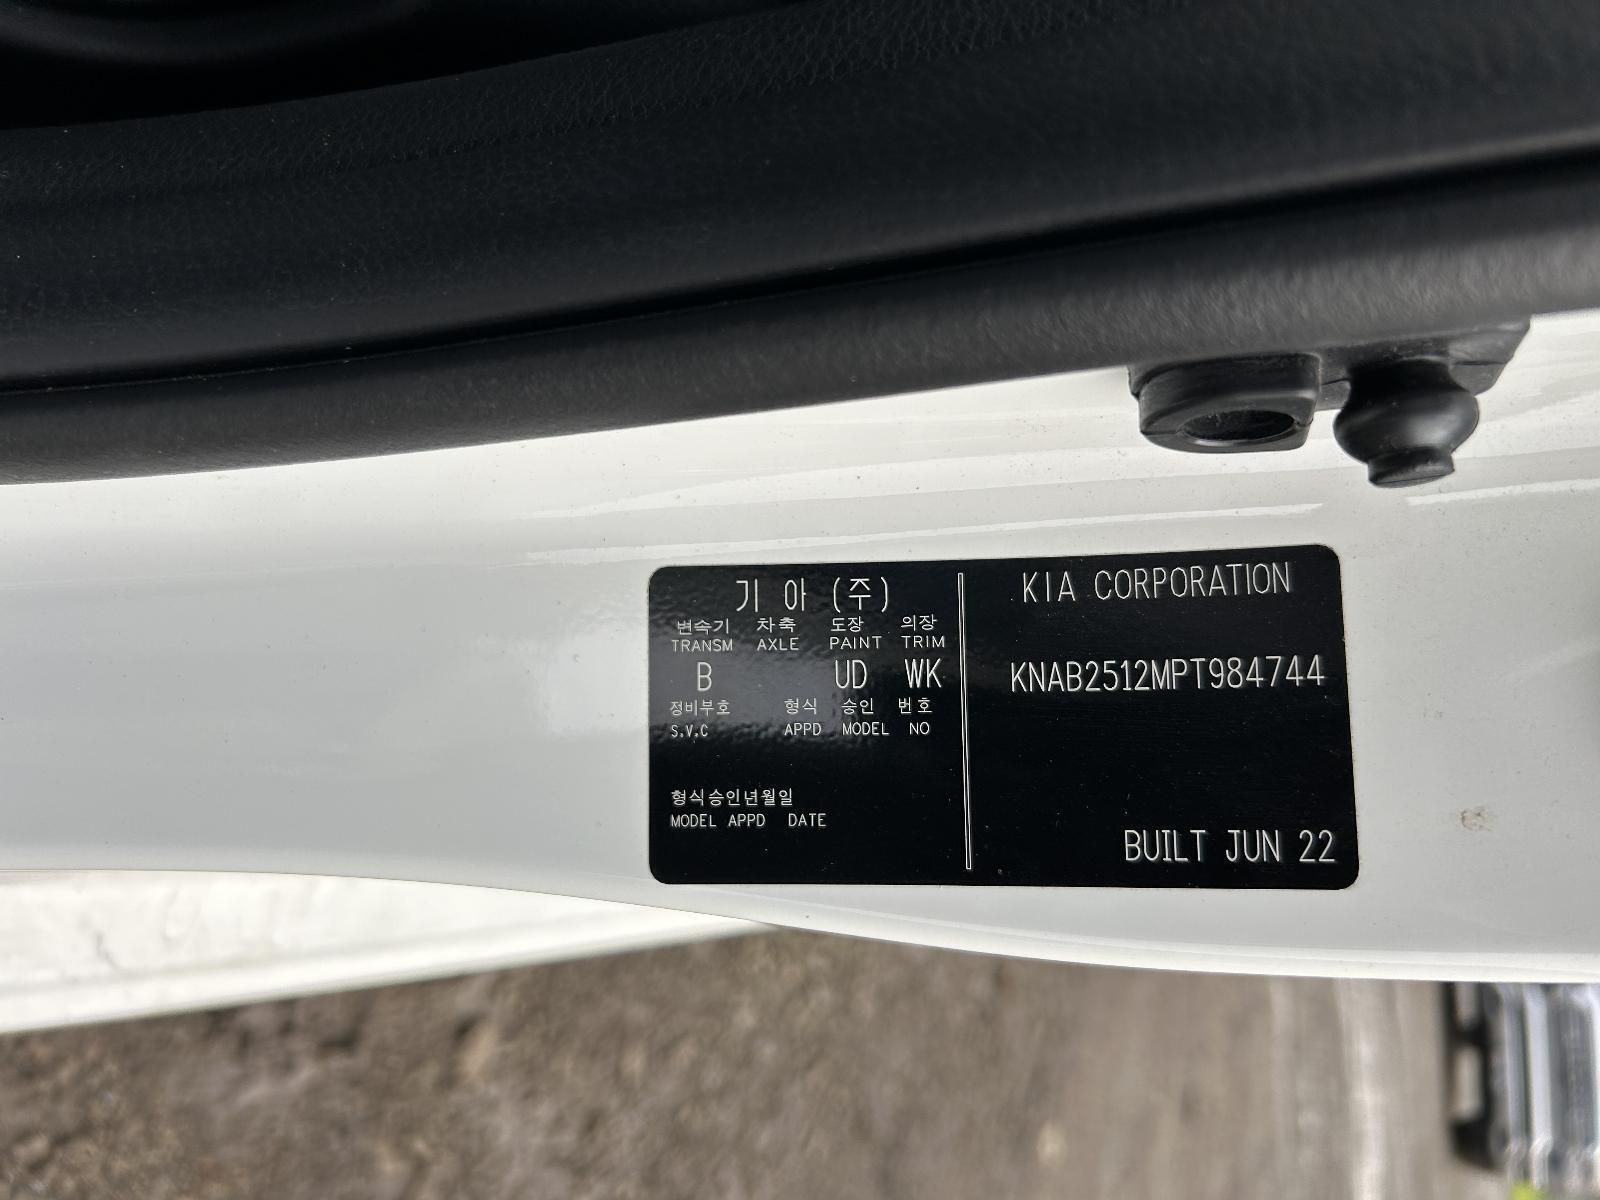 기 아 (주)
변속기 차축 도장 의장
TRANSM AXLE PAINT TRIM
B UD WK
정비부호 형식 승인 번호
S.V.C APPD MODEL NO
형식승인년월일
MODEL APPD DATE
KIA CORPORATION
KNAB2512MPT984744
BUILT JUN 22